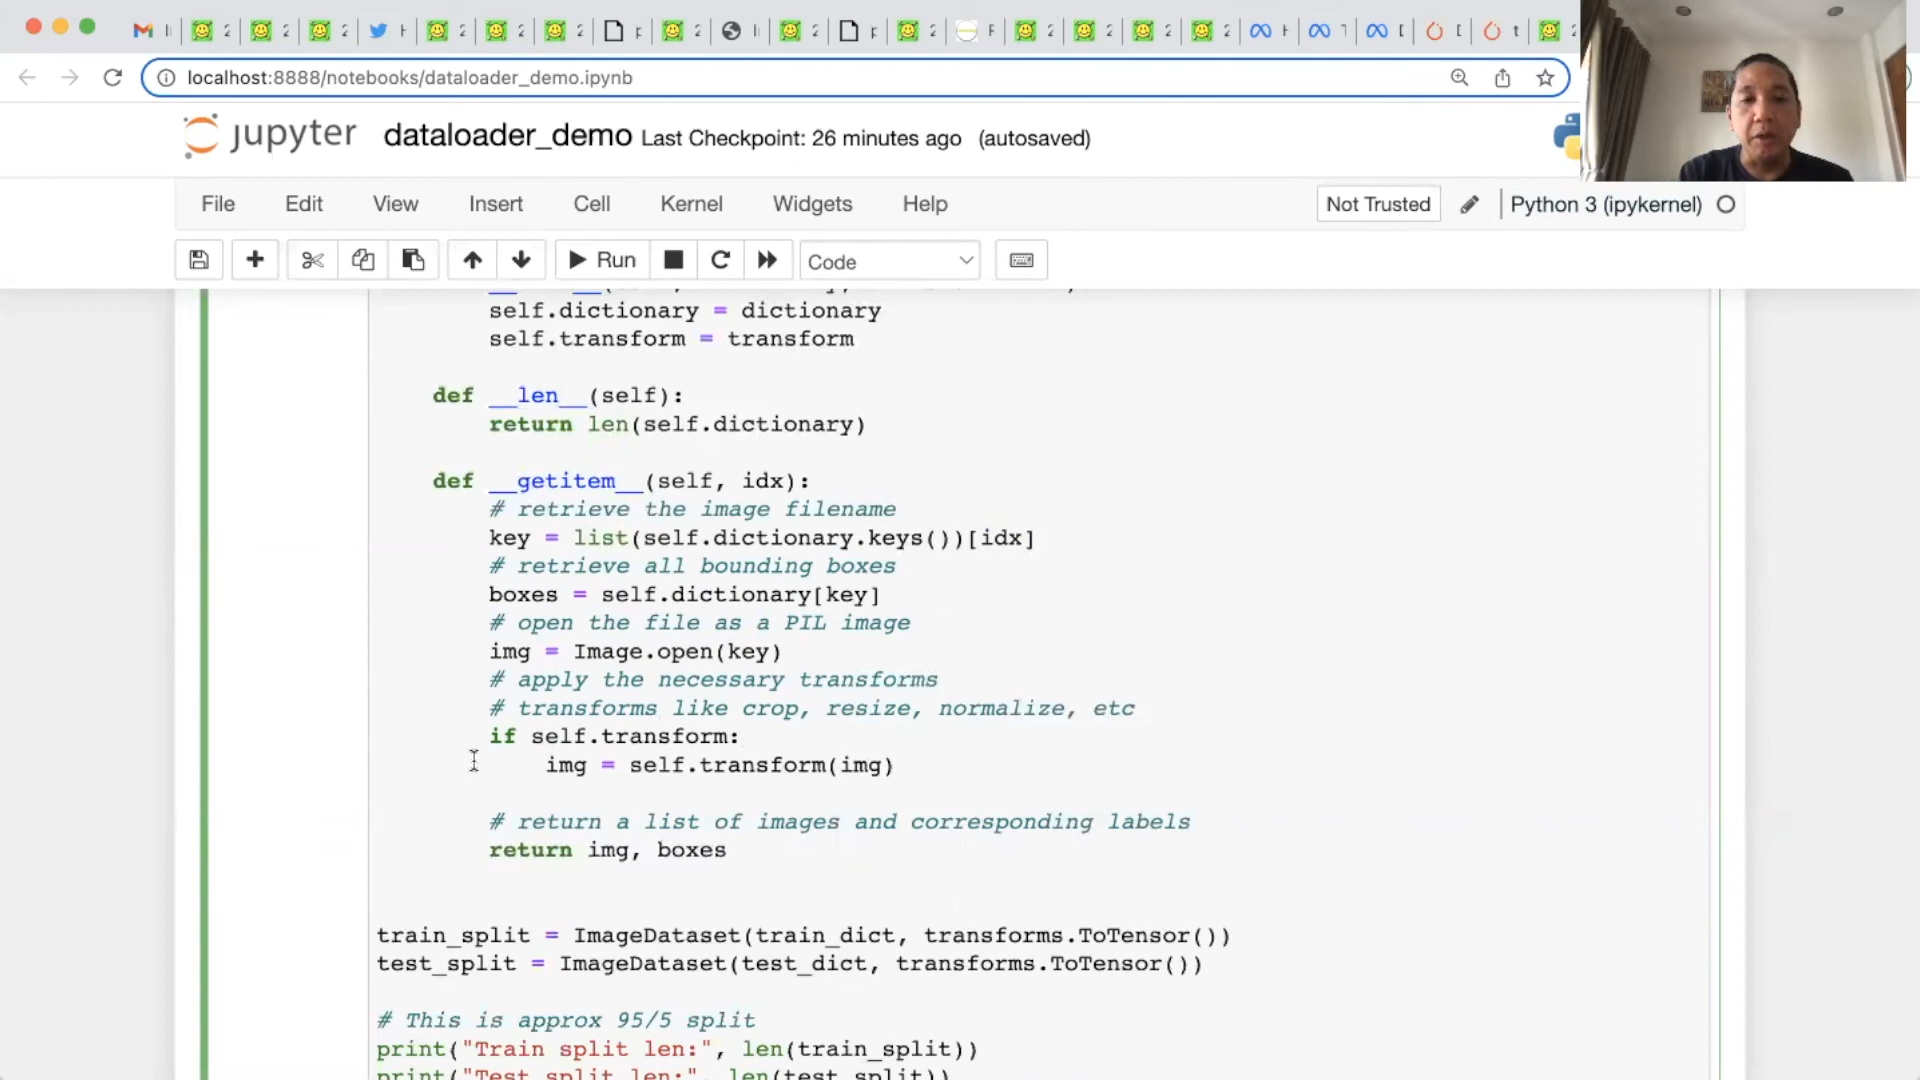 localhost:8888/notebooks/dataloader_demo.ipynb
jupyter dataloader_demo Last Checkpoint: 26 minutes ago (autosaved)
File Edit View Insert Cell Kernel Widgets Help Not Trusted Python 3 (ipykernel)
Run Code
self.dictionary = dictionary
self.transform = transform
def __len__(self):
return len(self.dictionary)
def __getitem__(self, idx):
# retrieve the image filename
key = list(self.dictionary.keys())[idx]
# retrieve all bounding boxes
boxes = self.dictionary[key]
# open the file as a PIL image
img = Image.open(key)
# apply the necessary transforms
# transforms like crop, resize, normalize, etc
if self.transform:
img = self.transform(img)
# return a list of images and corresponding labels
return img, boxes
train_split = ImageDataset(train_dict, transforms.ToTensor())
test_split = ImageDataset(test_dict, transforms.ToTensor())
# This is approx 95/5 split
print("Train split len:", len(train_split))
print("Test split len:", len(test_split))